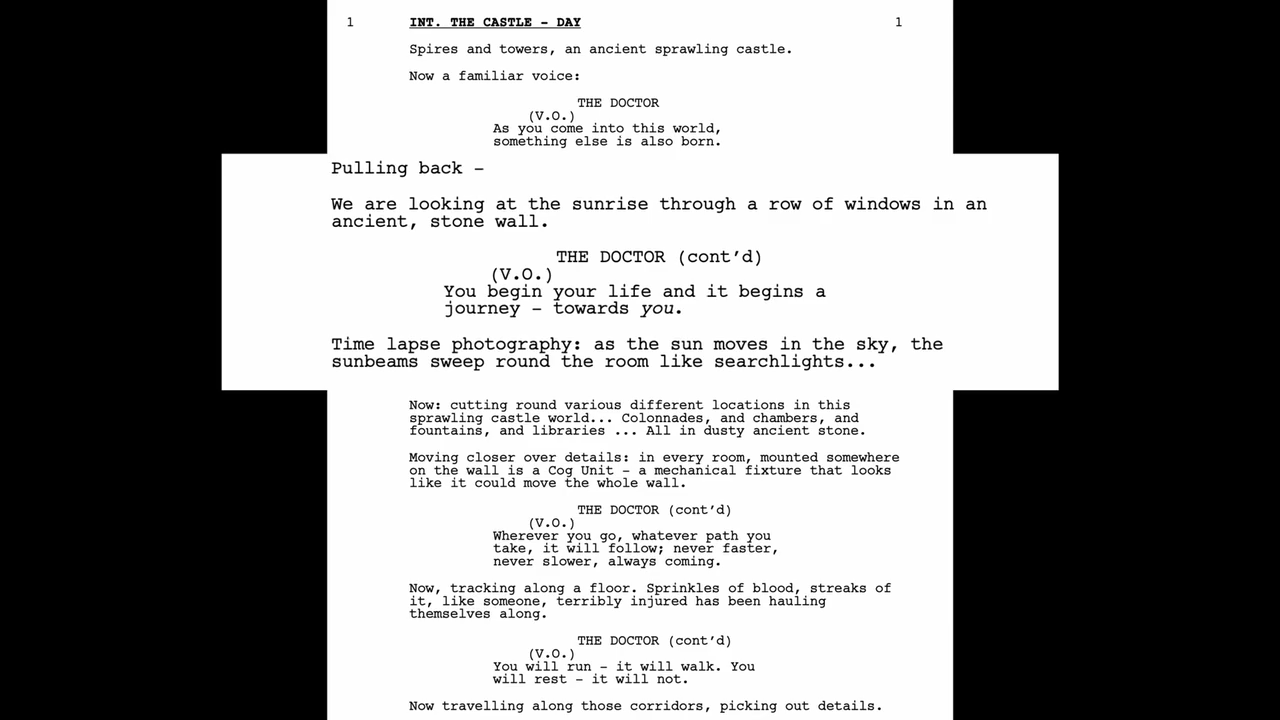 1 INT. THE CASTLE – DAY 1
Spires and towers, an ancient sprawling castle.
Now a familiar voice:
THE DOCTOR
(V.O.)
As you come into this world,
something else is also born.
Pulling back –
We are looking at the sunrise through a row of windows in an
ancient, stone wall.
THE DOCTOR (cont’d)
(V.O.)
You begin your life and it begins a
journey – towards you.
Time lapse photography: as the sun moves in the sky, the
sunbeams sweep round the room like searchlights...
Now: cutting round various different locations in this
sprawling castle world... Colonnades, and chambers, and
fountains, and libraries ... All in dusty ancient stone.
Moving closer over details: in every room, mounted somewhere
on the wall is a Cog Unit – a mechanical fixture that looks
like it could move the whole wall.
THE DOCTOR (cont’d)
(V.O.)
Wherever you go, whatever path you
take, it will follow; never faster,
never slower, always coming.
Now, tracking along a floor. Sprinkles of blood, streaks of
it, like someone, terribly injured has been hauling
themselves along.
THE DOCTOR (cont’d)
(V.O.)
You will run – it will walk. You
will rest – it will not.
Now travelling along those corridors, picking out details.